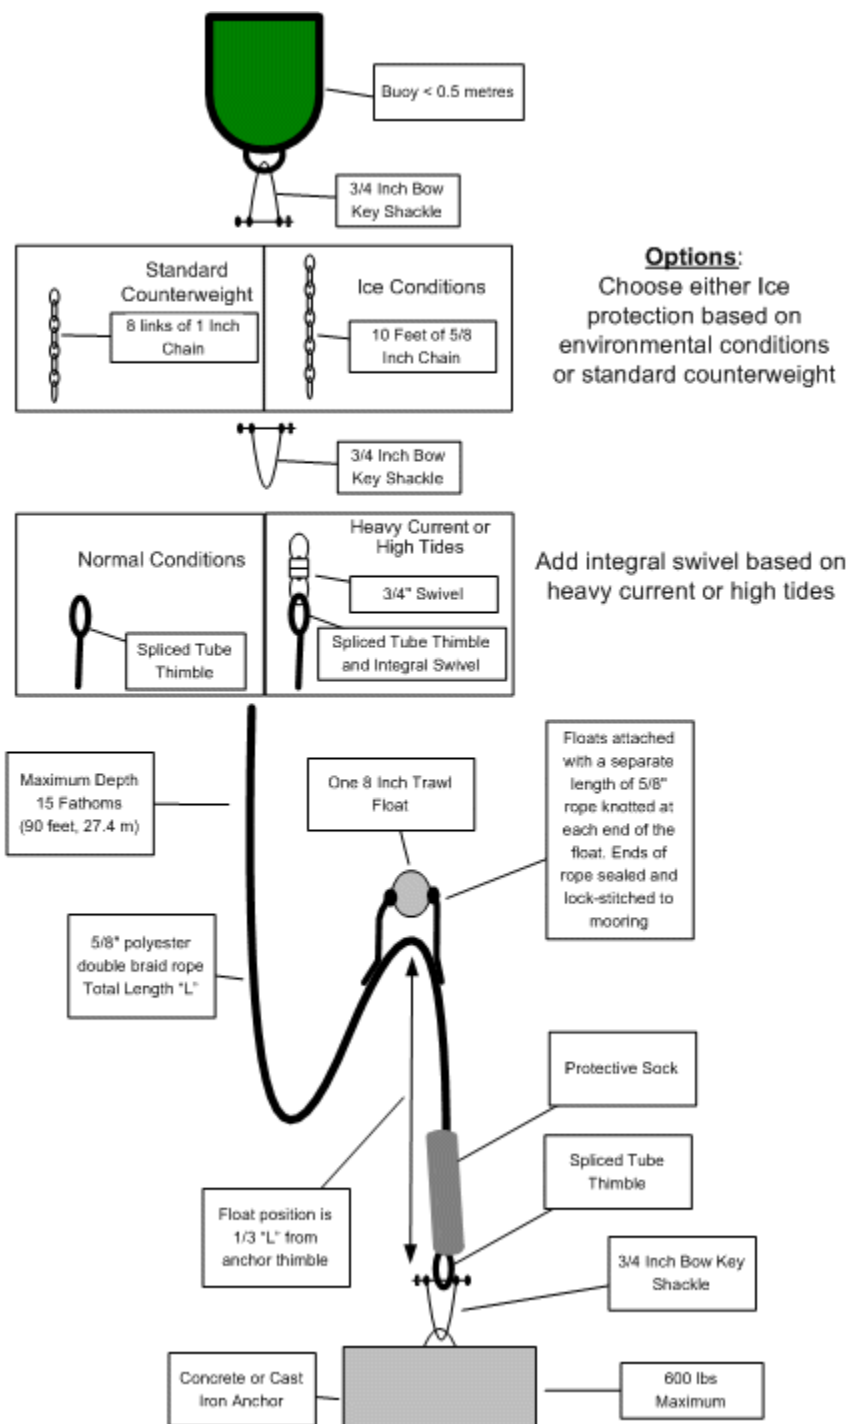 Buoy < 0.5 metres
3/4 Inch Bow
Key Shackle
Standard
Counterweight
8 links of 1 Inch
Chain
Ice Conditions
10 Feet of 5/8
Inch Chain
Options:
Choose either Ice
protection based on
environmental conditions
or standard counterweight
3/4 Inch Bow
Key Shackle
Normal Conditions
Spliced Tube
Thimble
Heavy Current or
High Tides
3/4" Swivel
Spliced Tube Thimble
and Integral Swivel
Add integral swivel based on
heavy current or high tides
Maximum Depth
15 Fathoms
(90 feet, 27.4 m)
One 8 Inch Trawl
Float
Floats attached
with a separate
length of 5/8"
rope knotted at
each end of the
float. Ends of
rope sealed and
lock-stitched to
mooring
5/8" polyester
double braid rope
Total Length "L"
Protective Sock
Spliced Tube
Thimble
Float position is
1/3 "L" from
anchor thimble
3/4 Inch Bow Key
Shackle
Concrete or Cast
Iron Anchor
600 lbs
Maximum